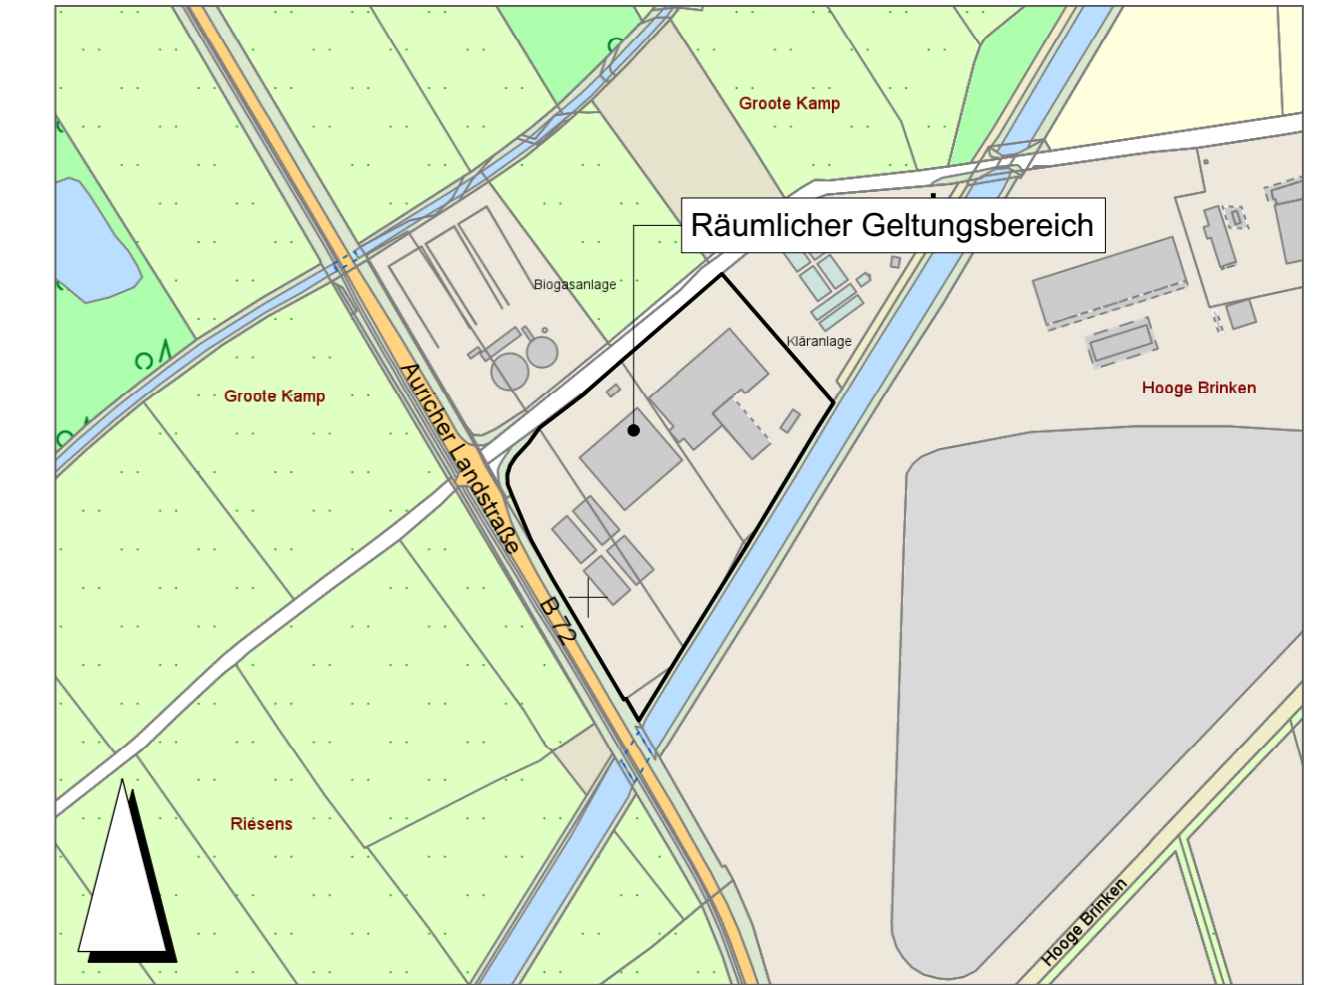 Groote Kamp
Räumlicher Geltungsbereich
Biogasanlage
Kläranlage
Groote Kamp
Auricher Landstraße
Hooge Brinken
B 72
Riesens
Hooge Brinken